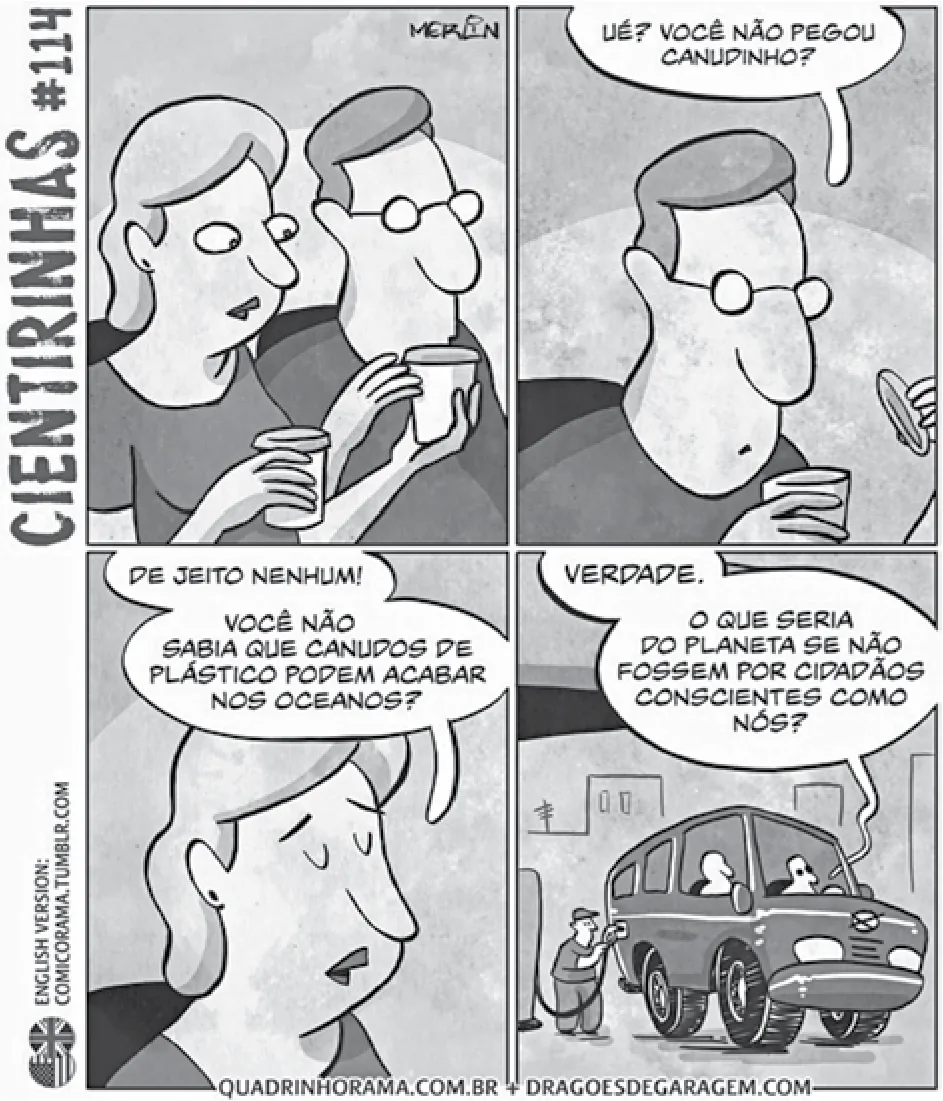 CIENTIRINHAS #114
MERLIN
UÉ? VOCÊ NÃO PEGOU
CANUDINHO?
DE JEITO NENHUM!
VOCÊ NÃO
SABIA QUE CANUDOS DE
PLÁSTICO PODEM ACABAR
NOS OCEANOS?
VERDADE.
O QUE SERIA
DO PLANETA SE NÃO
FOSSEM POR CIDADÃOS
CONSCIENTES COMO
NÓS?
ENGLISH VERSION:
COMICORAMA.TUMBLR.COM
QUADRINHORAMA.COM.BR + DRAGOESDEGARAGEM.COM